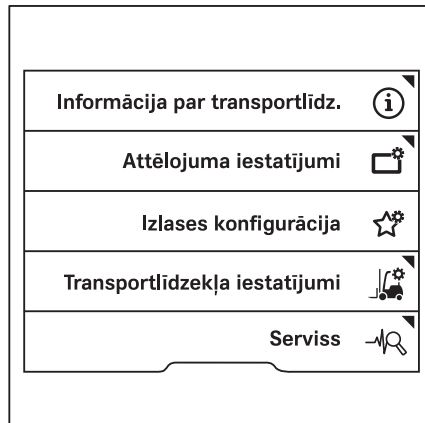 Informācija par transportlīdz.
Attēlojuma iestatījumi
Izlases konfigurācija
Transportlīdzekļa iestatījumi
Serviss